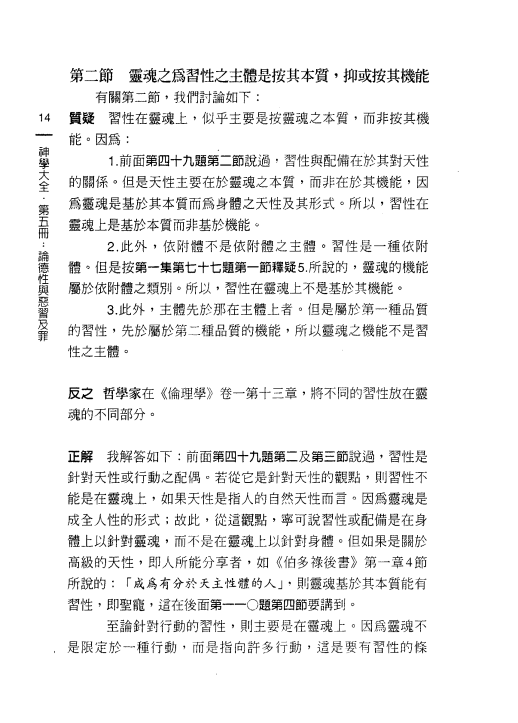 第二節　靈魂之爲習性之主體是按其本質，抑或按其機能
有關第二節，我們討論如下：
質疑　習性在靈魂上，似乎主要是按靈魂之本質，而非按其機
能。因爲：
1.前面第四十九題第二節說過，習性與配備在於其對天性
的關係。但是天性主要在於靈魂之本質，而非在於其機能，因
爲靈魂是基於其本質而爲身體之天性及其形式。所以，習性在
靈魂上是基於本質而非基於機能。
2.此外，依附體不是依附體之主體。習性是一種依附
體。但是按第一集第七十七題第一節釋疑5.所說的，靈魂的機能
屬於依附體之類別。所以，習性在靈魂上不是基於其機能。
3.此外，主體先於那在主體上者。但是屬於第一種品質
的習性，先於屬於第二種品質的機能，所以靈魂之機能不是習
性之主體。
反之　哲學家在《倫理學》卷一第十三章，將不同的習性放在靈
魂的不同部分。
正解　我解答如下：前面第四十九題第二及第三節說過，習性是
針對天性或行動之配偶。若從它是針對天性的觀點，則習性不
能是在靈魂上，如果天性是指人的自然天性而言。因爲靈魂是
成全人性的形式；故此，從這觀點，寧可說習性或配備是在身
體上以針對靈魂，而不是在靈魂上以針對身體。但如果是關於
高級的天性，即人所能分享者，如《伯多祿後書》第一章4節
所說的：「成爲有分於天主性體的人」，則靈魂基於其本質能有
習性，即聖寵，這在後面第一一○題第四節要講到。
至論針對行動的習性，則主要是在靈魂上。因爲靈魂不
是限定於一種行動，而是指向許多行動，這是要有習性的條
14
神學大全．第五冊：論德性與惡習及罪